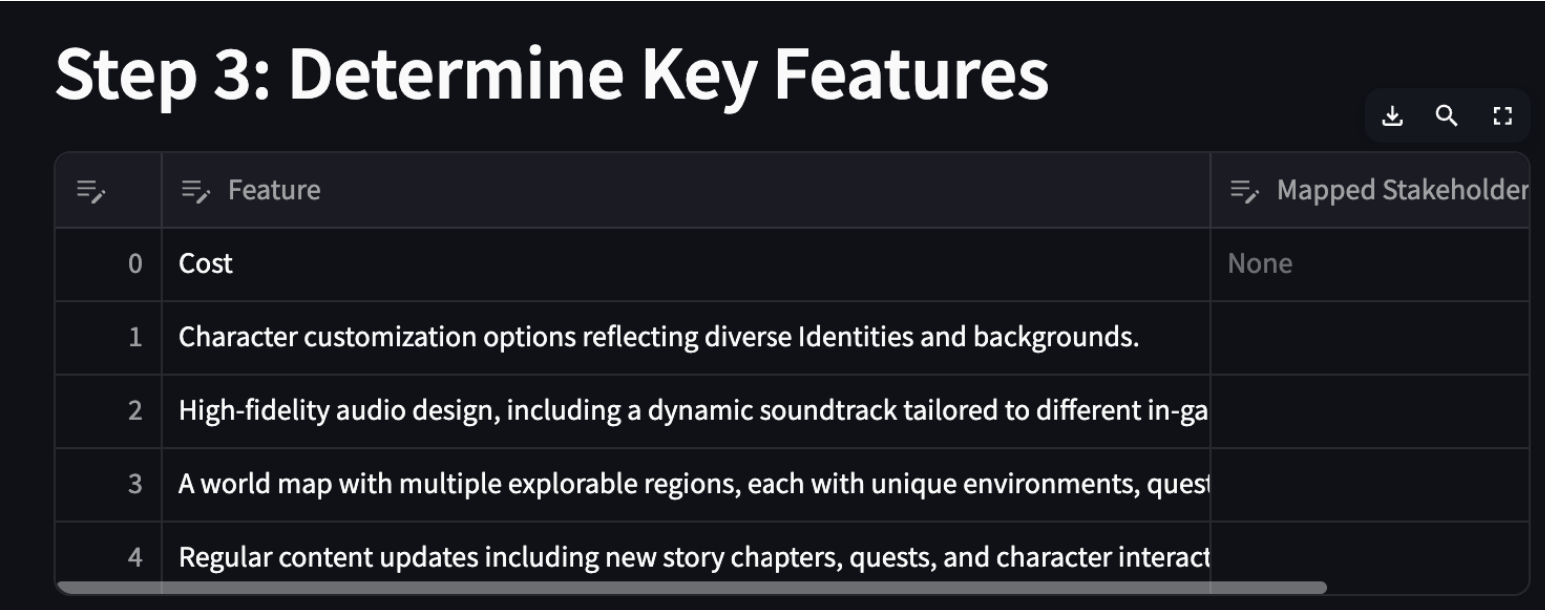 Step 3: Determine Key Features
Feature Mapped Stakeholder
0 Cost None
1 Character customization options reflecting diverse Identities and backgrounds.
2 High-fidelity audio design, including a dynamic soundtrack tailored to different in-ga
3 A world map with multiple explorable regions, each with unique environments, quest
4 Regular content updates including new story chapters, quests, and character interact